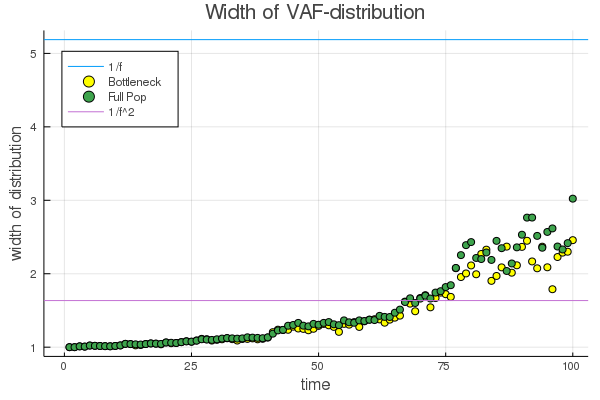 Width of VAF-distribution
width of distribution
5
4
3
2
1
1/f
Bottleneck
Full Pop
1/f^2
0
25
50
75
100
time